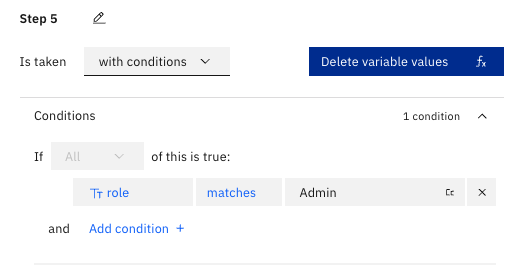 Step 5
Is taken with conditions Delete variable values fx
Conditions 1 condition
If All of this is true:
role matches Admin
and Add condition +